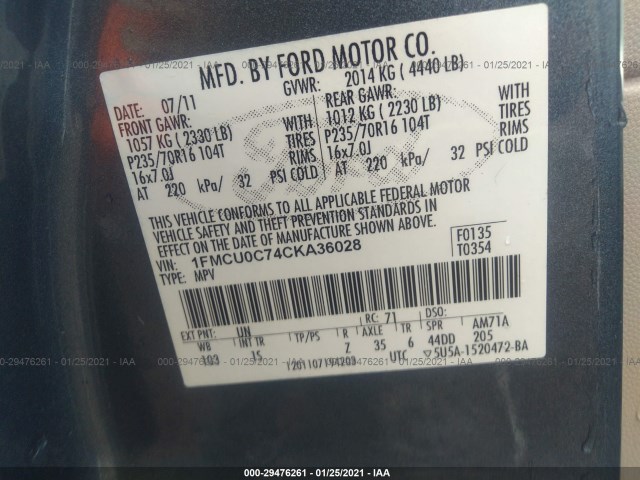 MFD. BY FORD MOTOR CO.
DATE: 07/11 GVWR: 2014 KG ( 4440 LB)
FRONT GAWR: REAR GAWR:
1057 KG ( 2330 LB) WITH 1012 KG ( 2230 LB) WITH
P235/70R16 104T TIRES P235/70R16 104T TIRES
16x7.0J RIMS 16x7.0J RIMS
AT 220 kPa/ 32 PSI COLD AT 220 kPa/ 32 PSI COLD
THIS VEHICLE CONFORMS TO ALL APPLICABLE FEDERAL MOTOR
VEHICLE SAFETY AND THEFT PREVENTION STANDARDS IN
EFFECT ON THE DATE OF MANUFACTURE SHOWN ABOVE.
VIN: 1FMCU0C74CKA36028 F0135
TYPE: MPV T0354
EXT PNT: UN RC: 71 DSO:
WB INT TR TP/PS R AXLE TR SPR AM71A
103 15 7 35 6 44DD 205
1201107194203 UTC ▽5U5A-1520472-BA
000-29476261 - 01/25/2021 - IAA